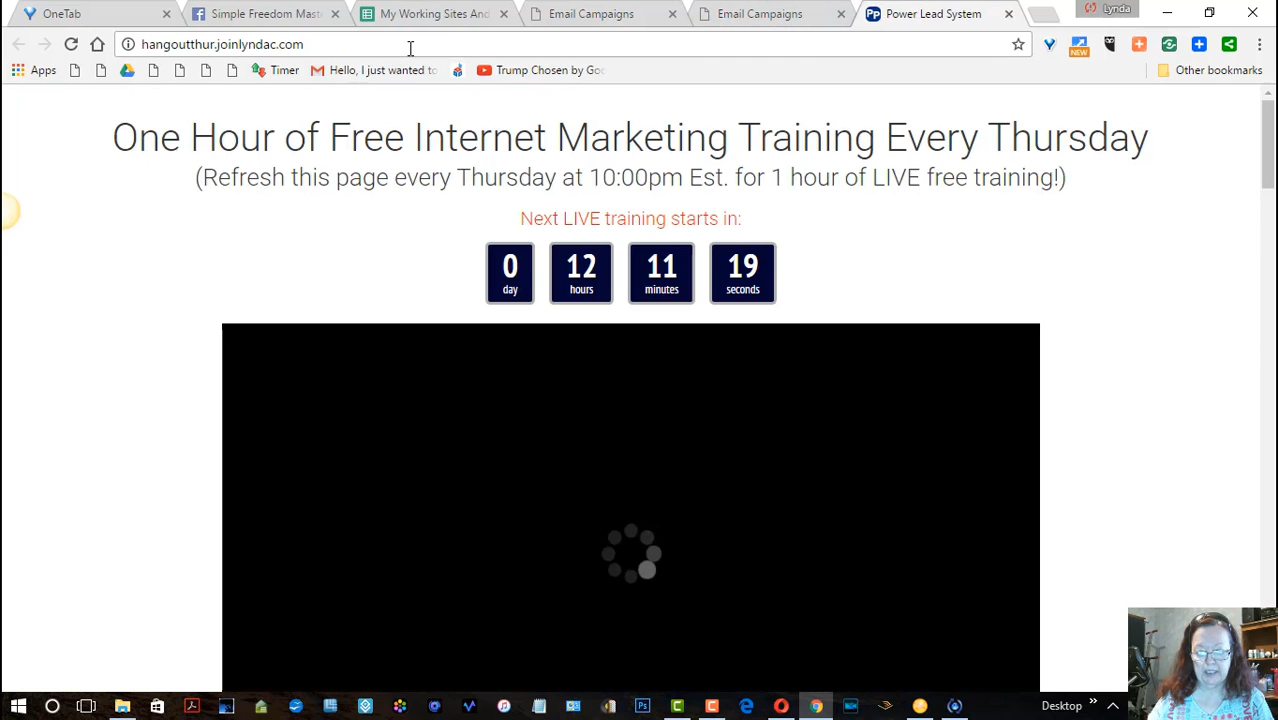 OneTab
Simple Freedom Mast
My Working Sites And
Email Campaigns
Email Campaigns
Power Lead System
Lynda
hangoutthur.joinlyndac.com
NEW
Apps
Timer
Hello, I just wanted to
Trump Chosen by Go
Other bookmarks
One Hour of Free Internet Marketing Training Every Thursday
(Refresh this page every Thursday at 10:00pm Est. for 1 hour of LIVE free training!)
Next LIVE training starts in:
0 12 11 19
day hours minutes seconds
Desktop